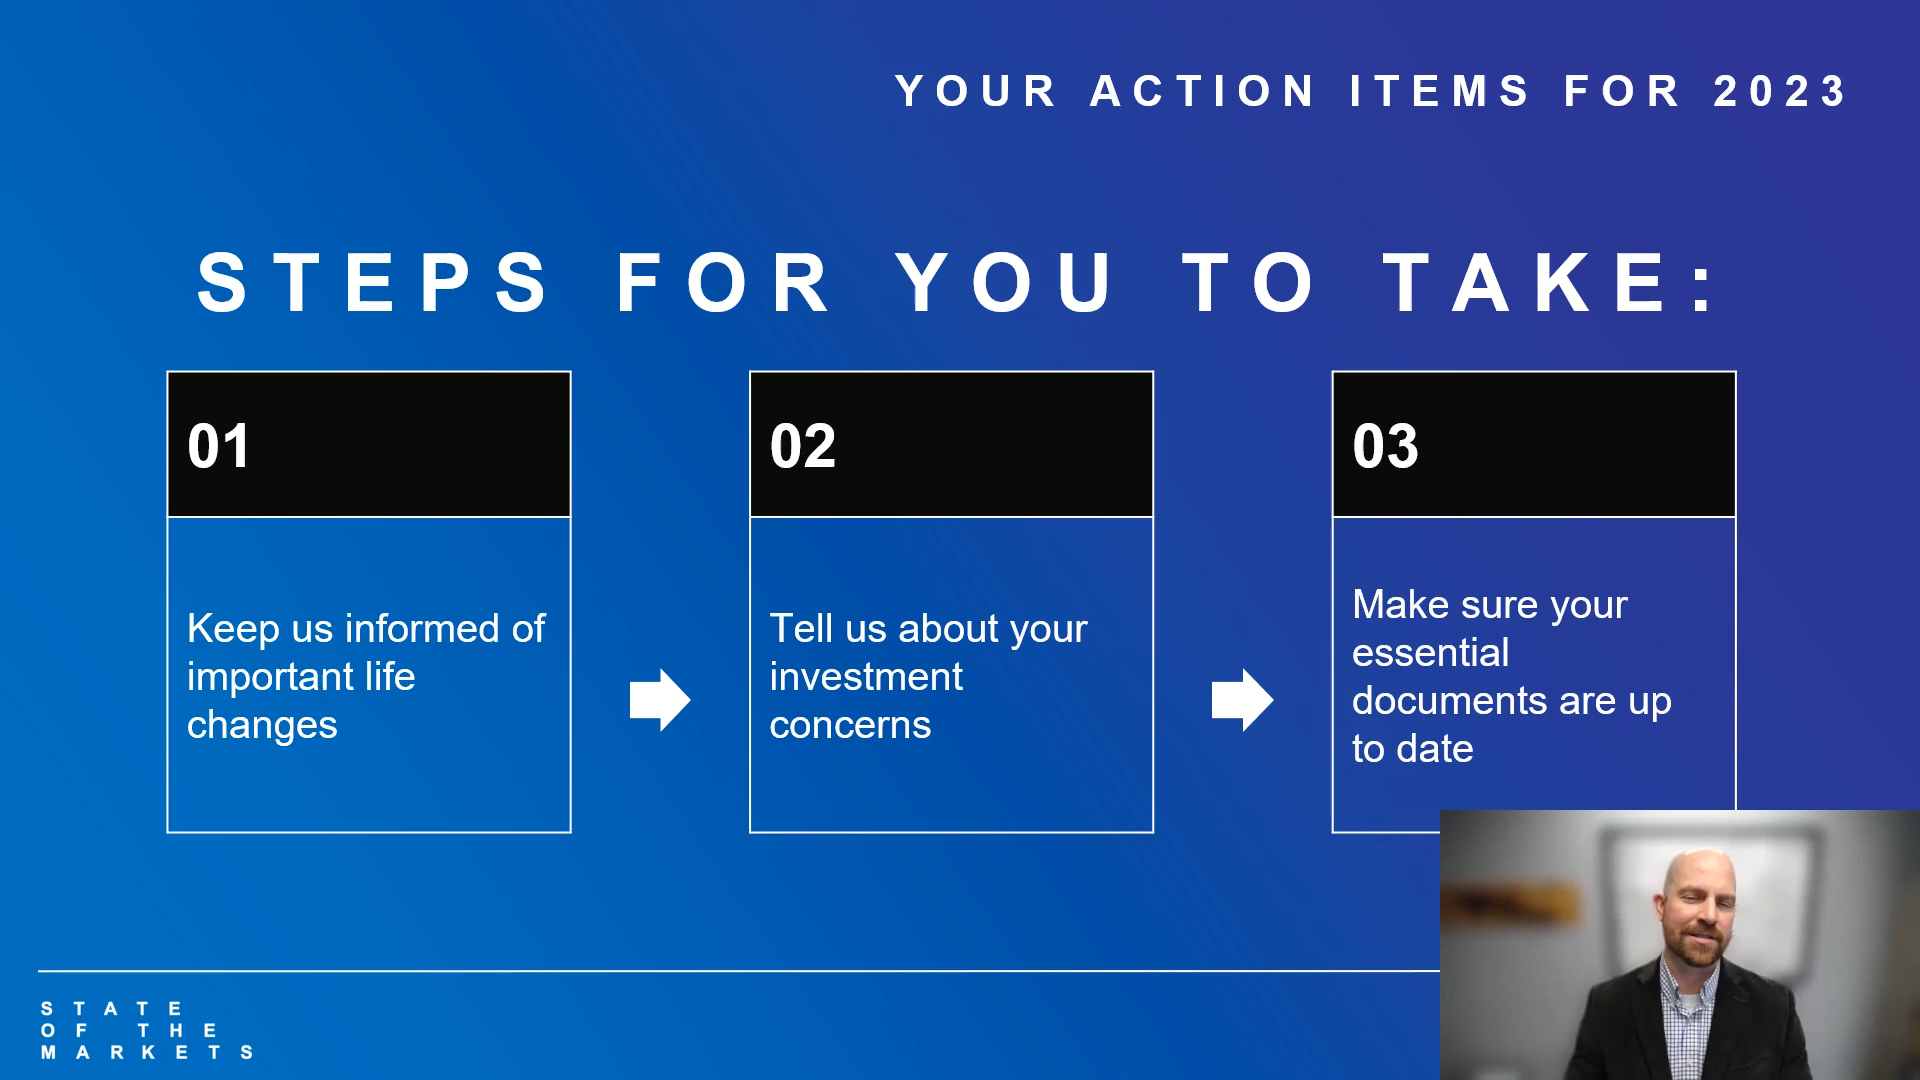 YOUR ACTION ITEMS FOR 2023
STEPS FOR YOU TO TAKE:
01
Keep us informed of
important life
changes
02
Tell us about your
investment
concerns
03
Make sure your
essential
documents are up
to date
STATE
OF THE
MARKETS